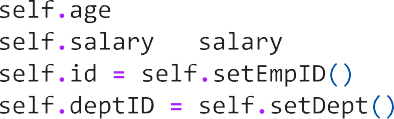 self.age
self.salary   salary
self.id = self.setEmpID()
self.deptID = self.setDept()